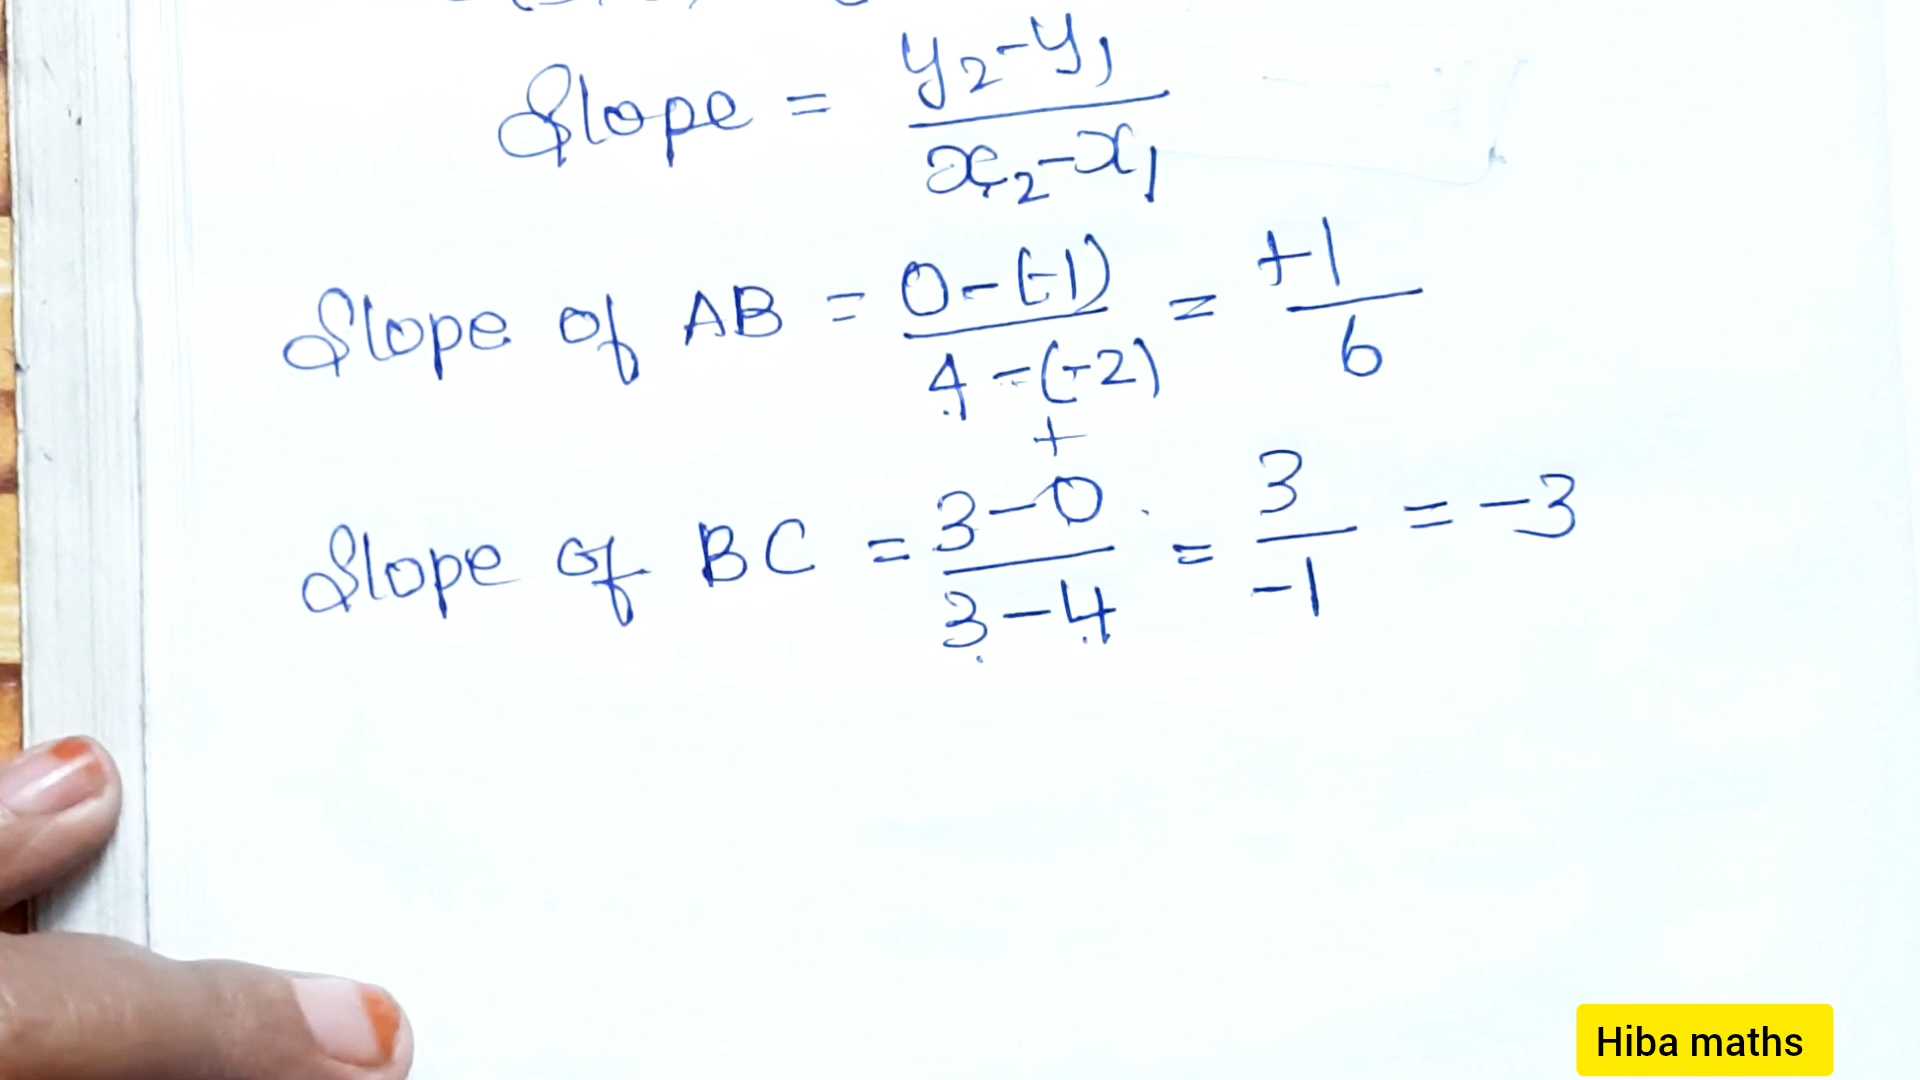 Slope = y₂-y₁/x₂-x₁
Slope of AB = 0-(-1)/4-(-2) = +1/6
+
Slope of BC = 3-0/3-4 = 3/-1 = -3
Hiba maths